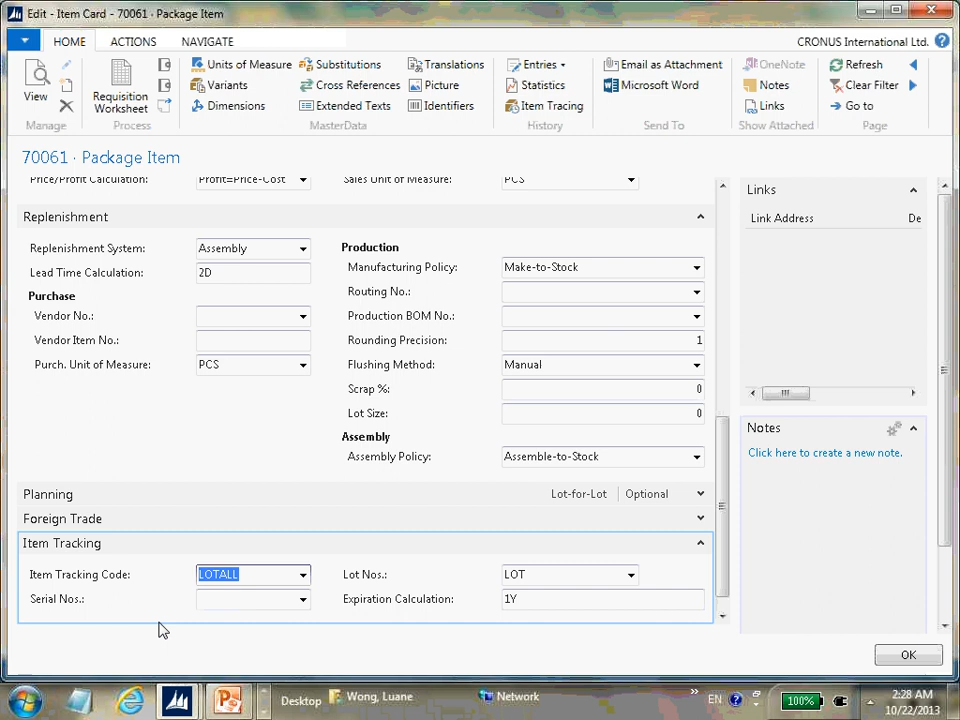 Edit - Item Card - 70061 · Package Item
HOME ACTIONS NAVIGATE CRONUS International Ltd.
View
Manage
Requisition Worksheet
Process
Units of Measure Substitutions Translations
Variants Cross References Picture
Dimensions Extended Texts Identifiers
MasterData
Entries
Statistics
Item Tracing
History
Email as Attachment
Microsoft Word
Send To
OneNote
Notes
Links
Show Attached
Refresh
Clear Filter
Go to
Page
70061 · Package Item
Price/Profit Calculation: Profit=Price-Cost Sales Unit of Measure: PCS
Replenishment
Replenishment System: Assembly
Lead Time Calculation: 2D
Purchase
Vendor No.:
Vendor Item No.:
Purch. Unit of Measure: PCS
Production
Manufacturing Policy: Make-to-Stock
Routing No.:
Production BOM No.:
Rounding Precision: 1
Flushing Method: Manual
Scrap %: 0
Lot Size: 0
Assembly
Assembly Policy: Assemble-to-Stock
Planning Lot-for-Lot Optional
Foreign Trade
Item Tracking
Item Tracking Code: LOTALL Lot Nos.: LOT
Serial Nos.: Expiration Calculation: 1Y
Links
Link Address De
Notes
Click here to create a new note.
OK
Desktop Wong, Luane Network EN 100% 2:28 AM
10/22/2013